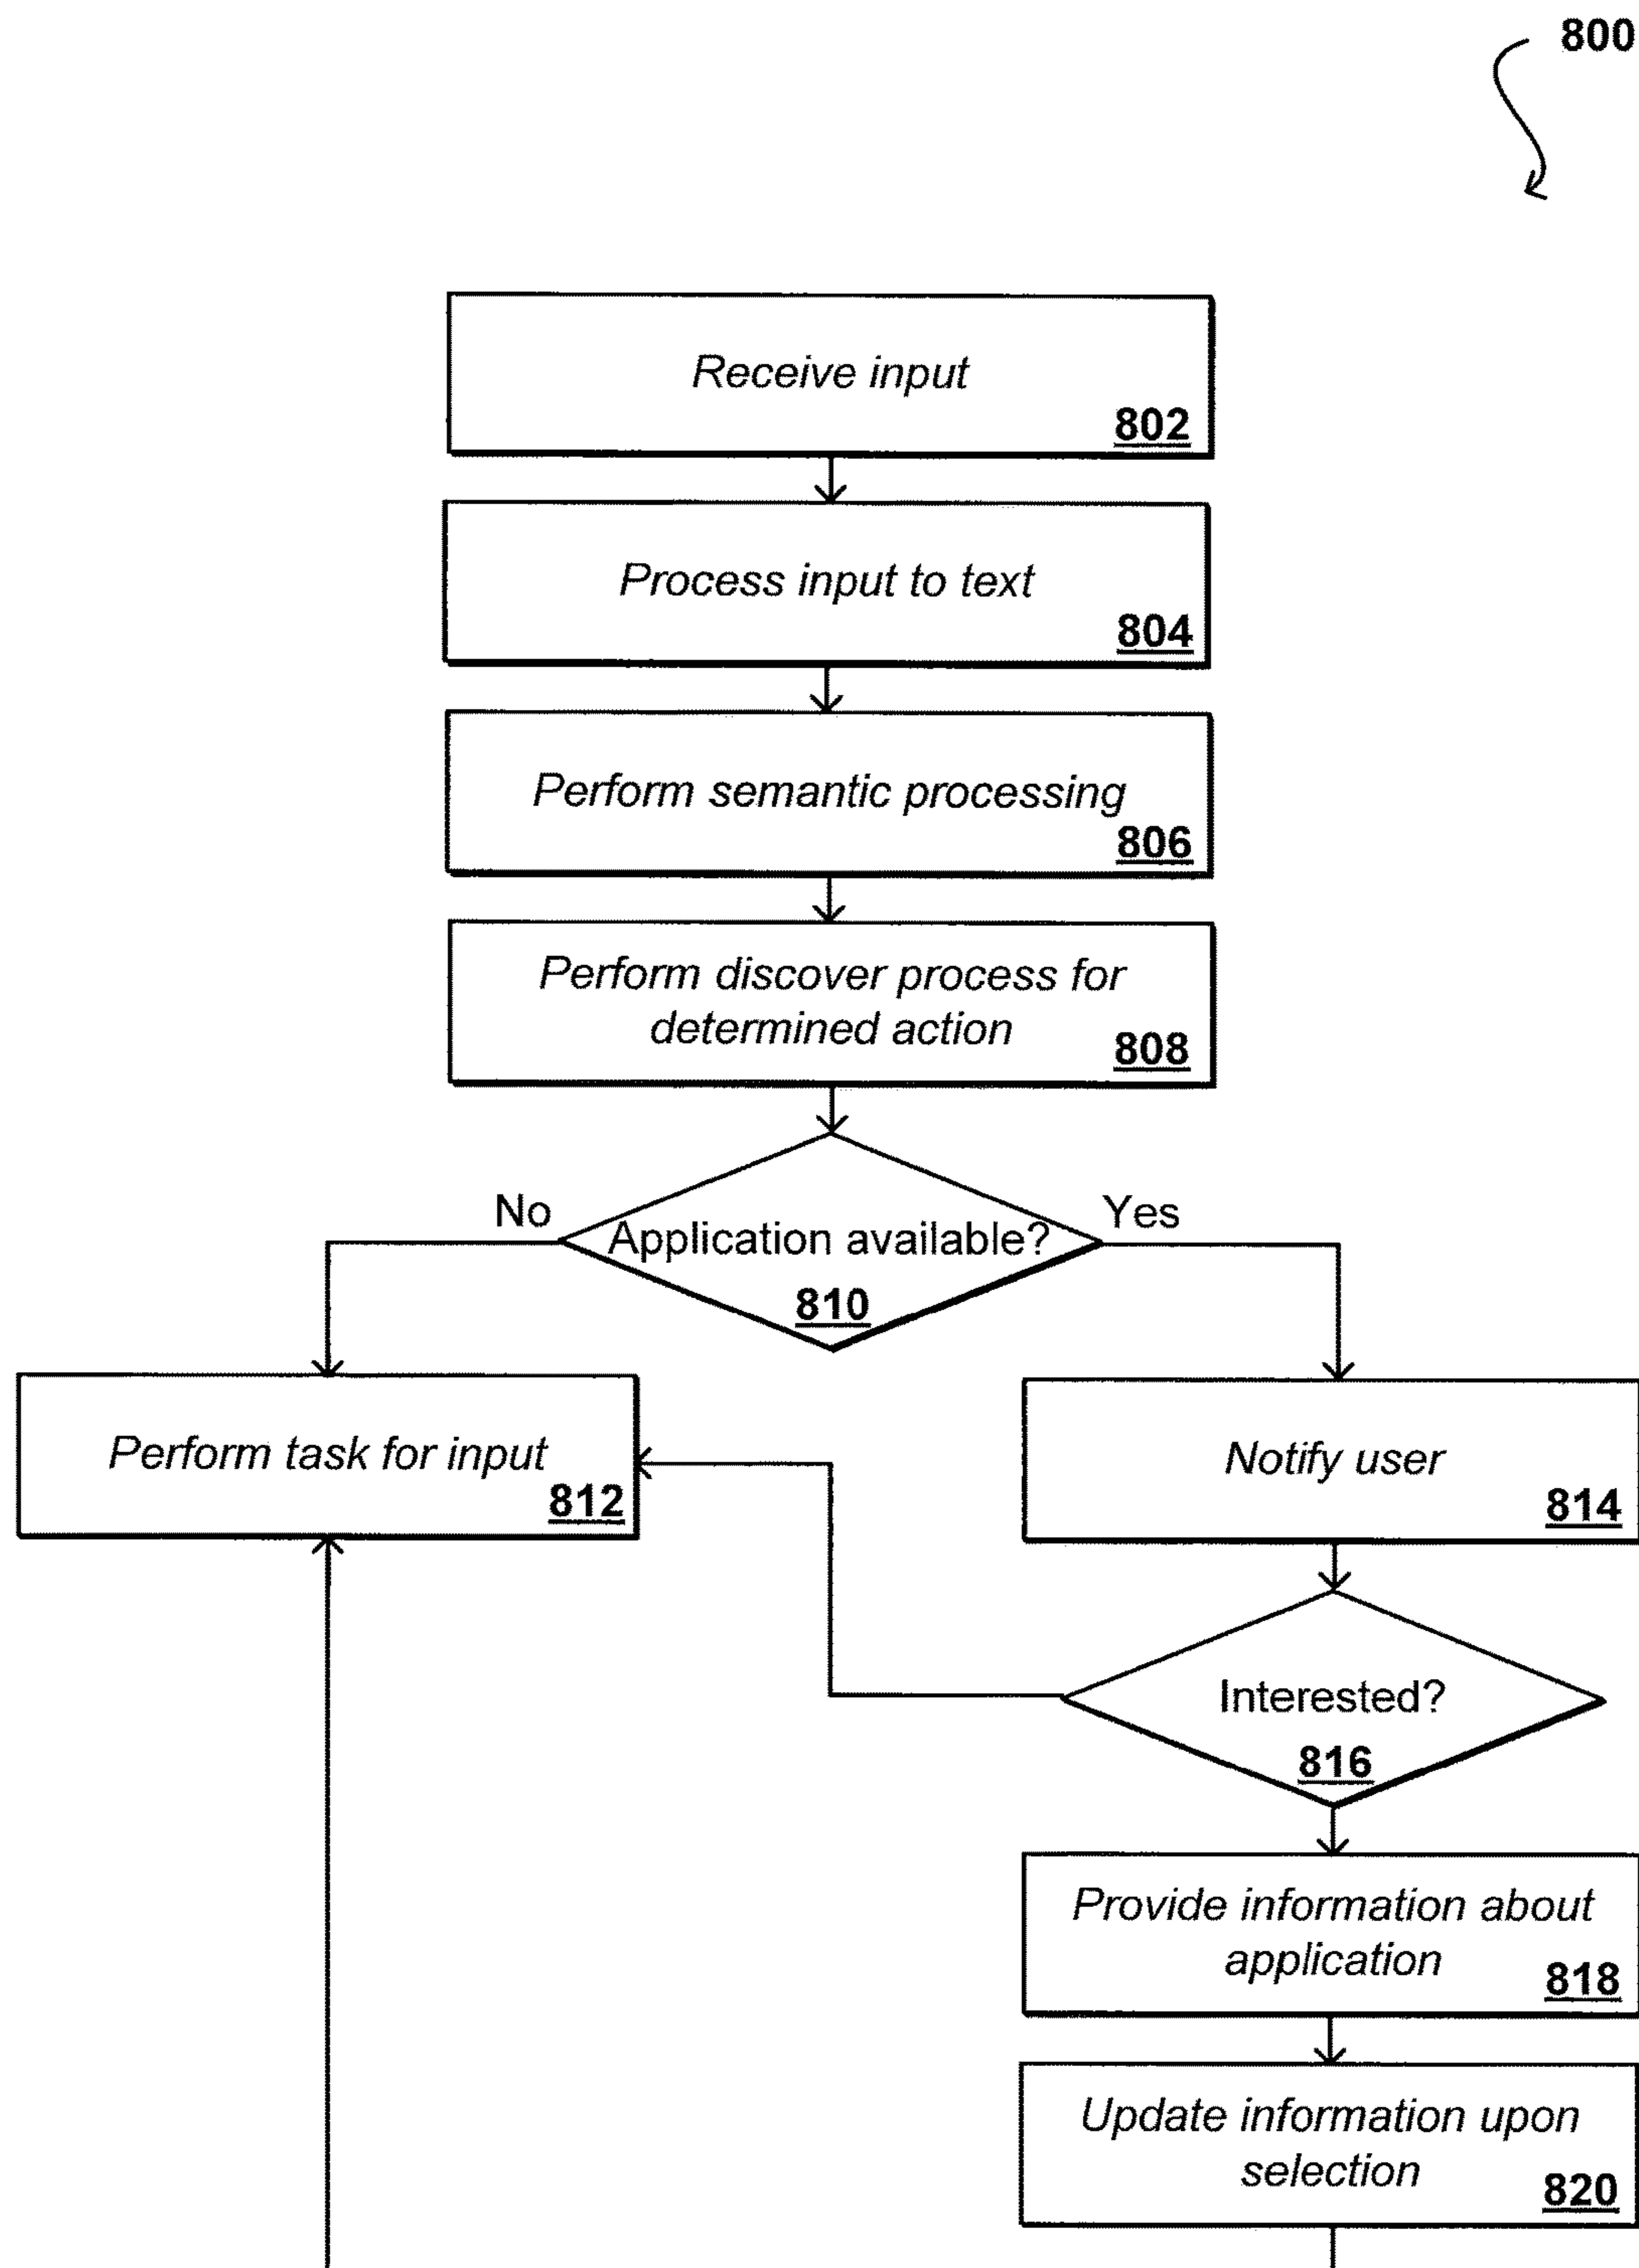 800
Receive input
802
Process input to text
804
Perform semantic processing
806
Perform discover process for
determined action
808
No
Yes
Application available?
810
Perform task for input
812
Notify user
814
Interested?
816
Provide information about
application
818
Update information upon
selection
820